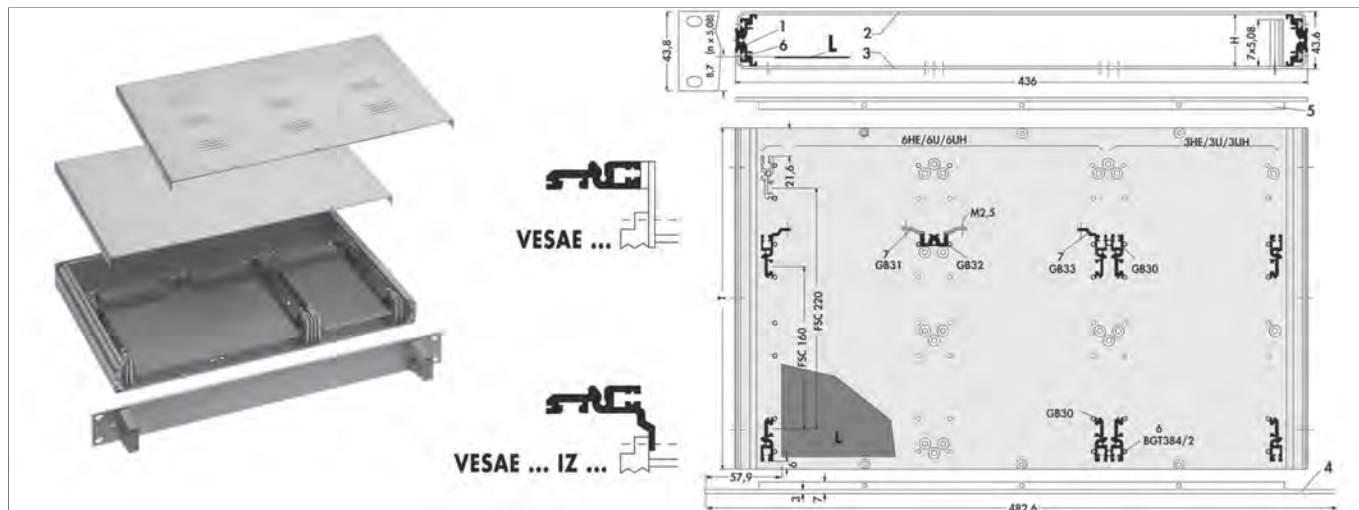 43,8
8,7 (n x 5,08)
1
6
L
2
3
H
7x5,08
43.6
436
5
6HE/6U/6UH
3HE/3U/3UH
21,6
VESAE ...
M2,5
7
GB31
GB32
7
GB33
GB30
FSC 220
FSC 160
VESAE ... IZ ...
GB30
6
BGT384/2
L
6
57,9
4
3
7
482,6